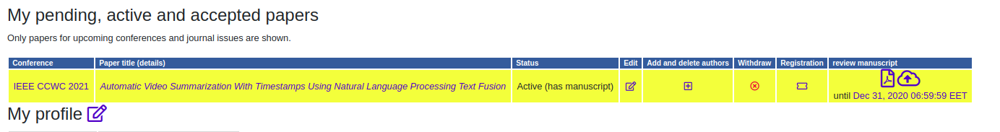 My pending, active and accepted papers
Only papers for upcoming conferences and journal issues are shown.
Conference Paper title (details) Status Edit Add and delete authors Withdraw Registration review manuscript
IEEE CCWC 2021 Automatic Video Summarization With Timestamps Using Natural Language Processing Text Fusion Active (has manuscript)
until Dec 31, 2020 06:59:59 EET
My profile